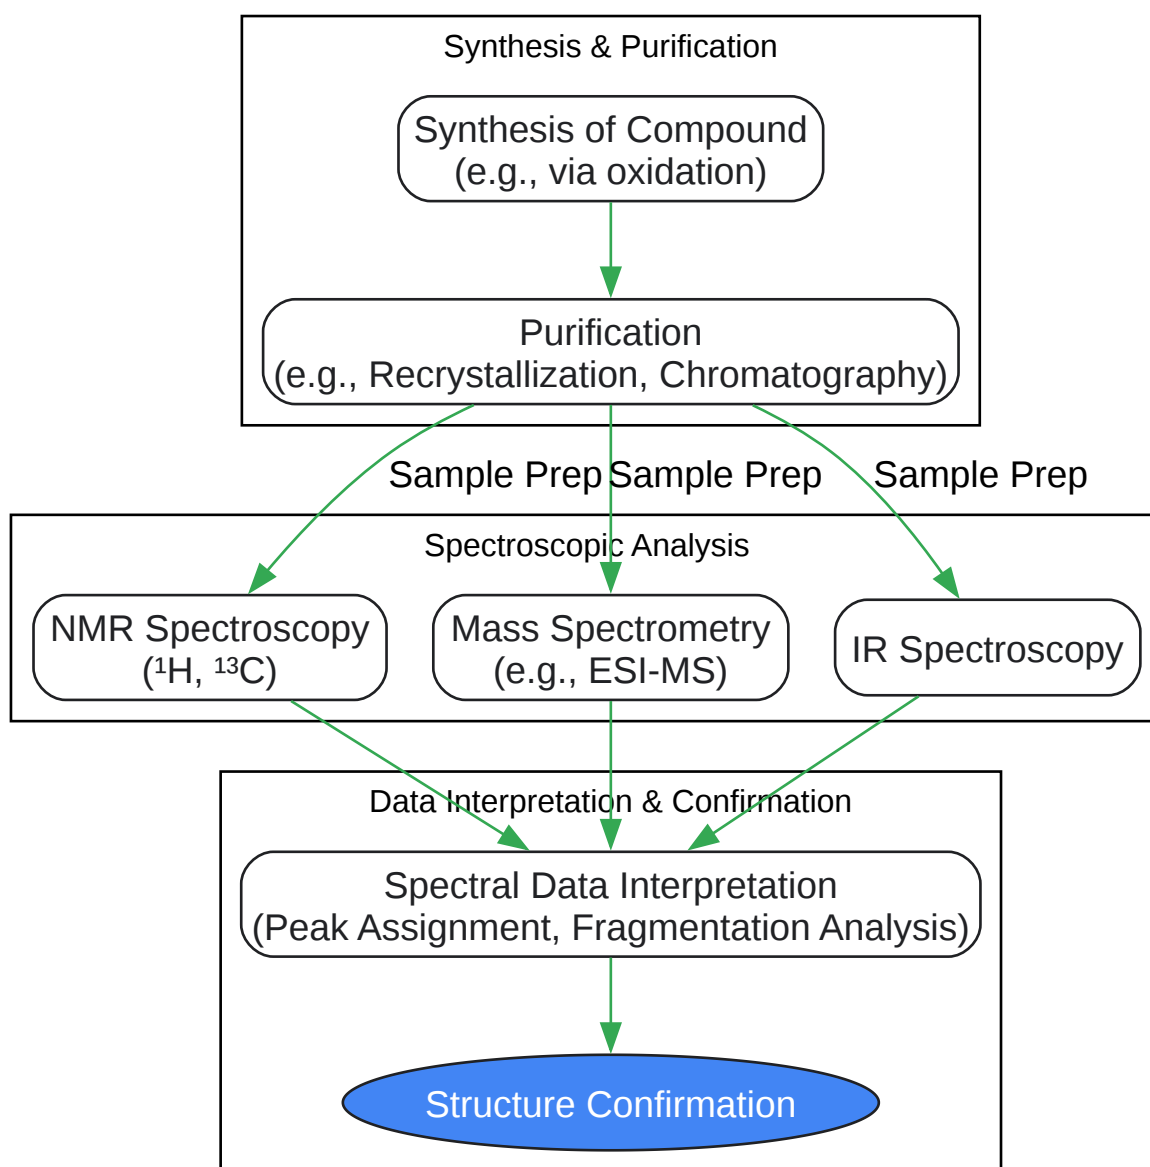 Synthesis & Purification
Synthesis of Compound
(e.g., via oxidation)
Purification
(e.g., Recrystallization, Chromatography)
Sample Prep
Sample Prep
Sample Prep
Spectroscopic Analysis
NMR Spectroscopy
(¹H, ¹³C)
Mass Spectrometry
(e.g., ESI-MS)
IR Spectroscopy
Data Interpretation & Confirmation
Spectral Data Interpretation
(Peak Assignment, Fragmentation Analysis)
Structure Confirmation